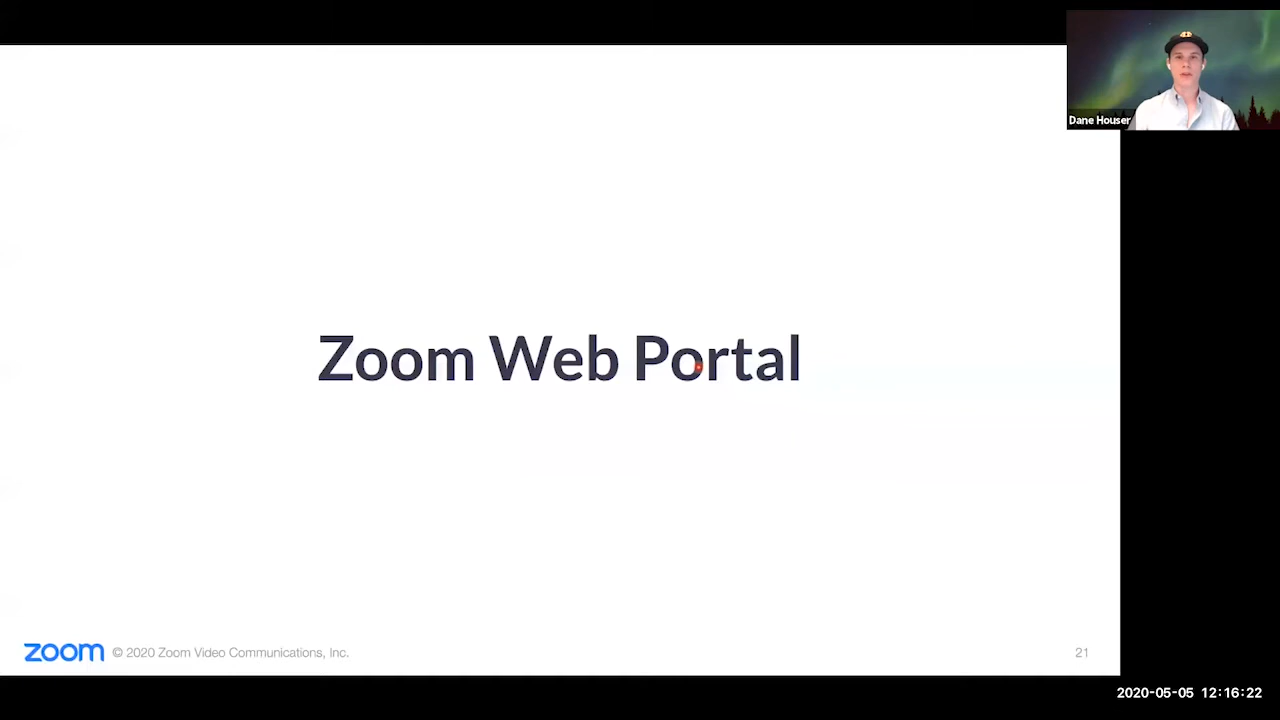 Dane Houser
Zoom Web Portal
zoom © 2020 Zoom Video Communications, Inc.
21
2020-05-05 12:16:22